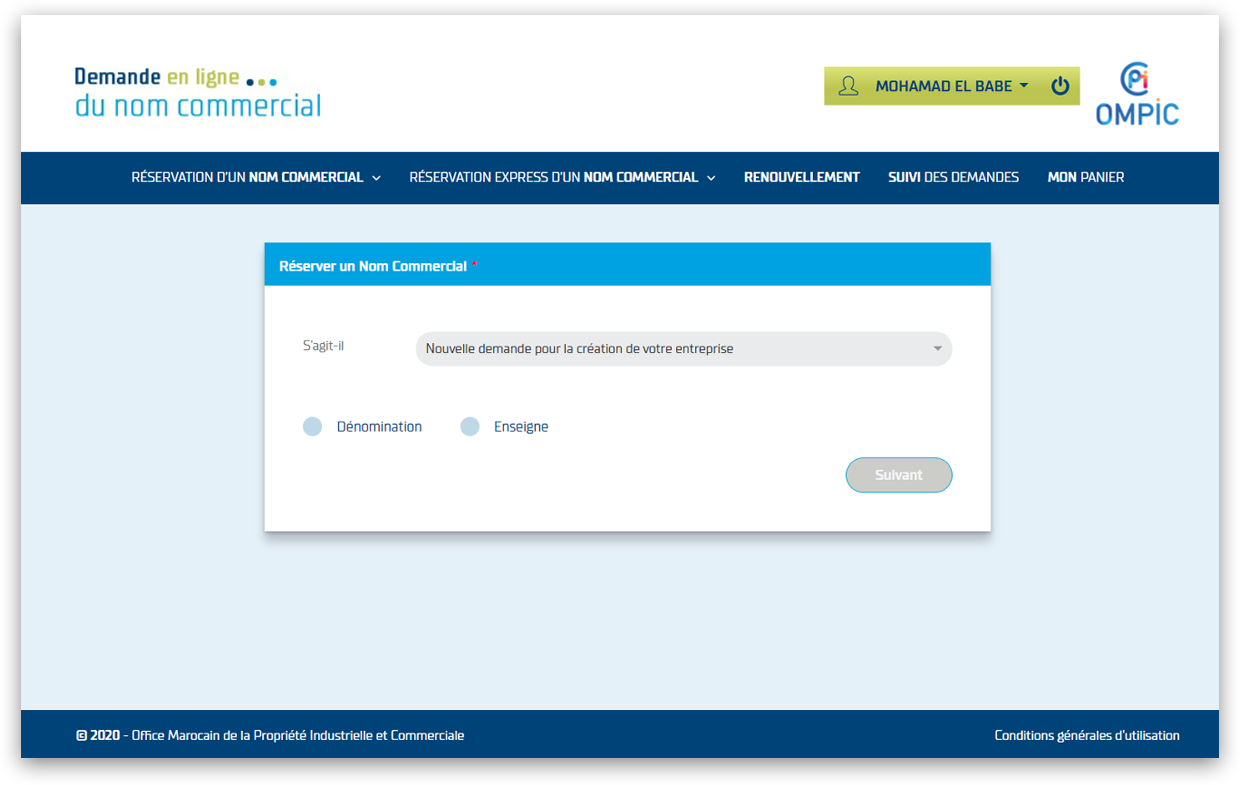 Demande en ligne
du nom commercial
MOHAMAD EL BABE
OMPIC
RÉSERVATION D'UN NOM COMMERCIAL
RÉSERVATION EXPRESS D'UN NOM COMMERCIAL
RENOUVELLEMENT
SUIVI DES DEMANDES
MON PANIER
Réserver un Nom Commercial *
S'agit-il
Nouvelle demande pour la création de votre entreprise
Dénomination
Enseigne
Suivant
© 2020 - Office Marocain de la Propriété Industrielle et Commerciale
Conditions générales d'utilisation